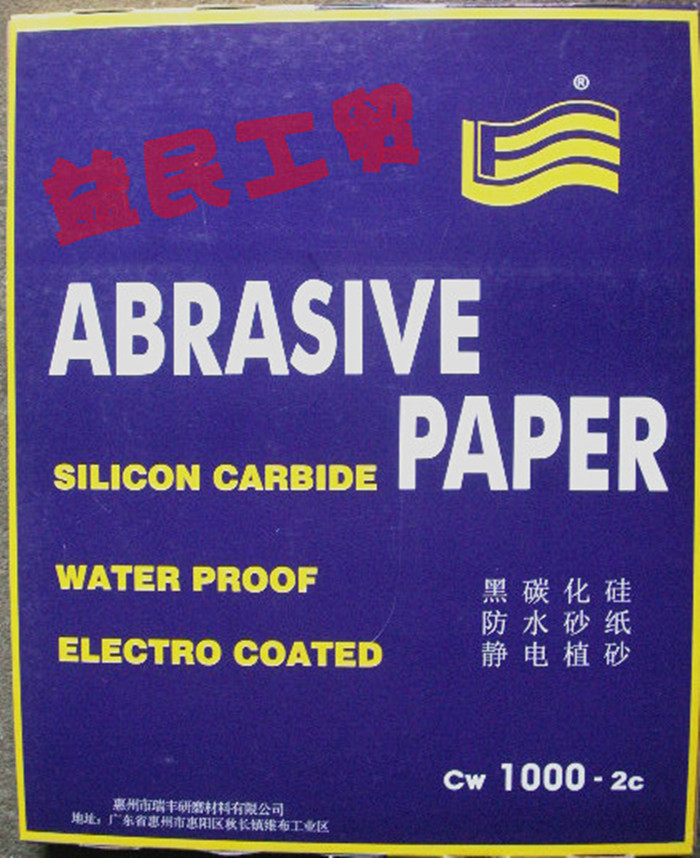 益民工贸
®
ABRASIVE
PAPER
SILICON CARBIDE
WATER PROOF
ELECTRO COATED
黑碳化硅
防水砂纸
静电植砂
Cw 1000 - 2c
惠州市瑞丰研磨材料有限公司
地址：广东省惠州市惠阳区秋长镇维布工业区